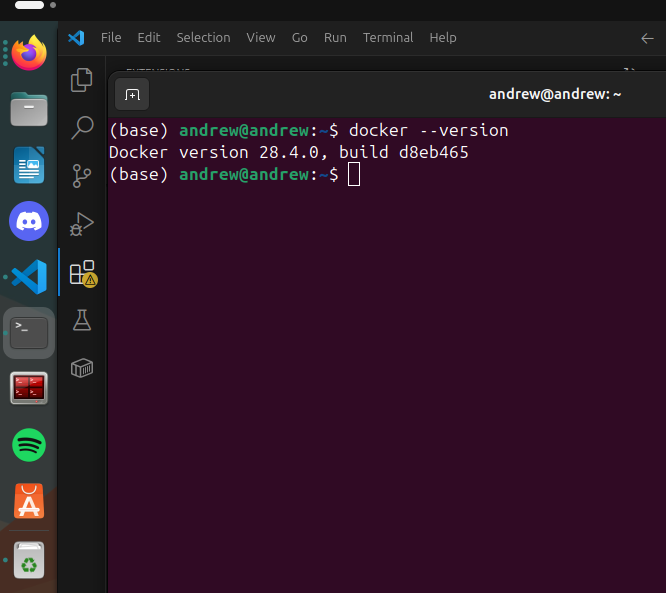 File Edit Selection View Go Run Terminal Help
andrew@andrew: ~
(base) andrew@andrew:~$ docker --version
Docker version 28.4.0, build d8eb465
(base) andrew@andrew:~$